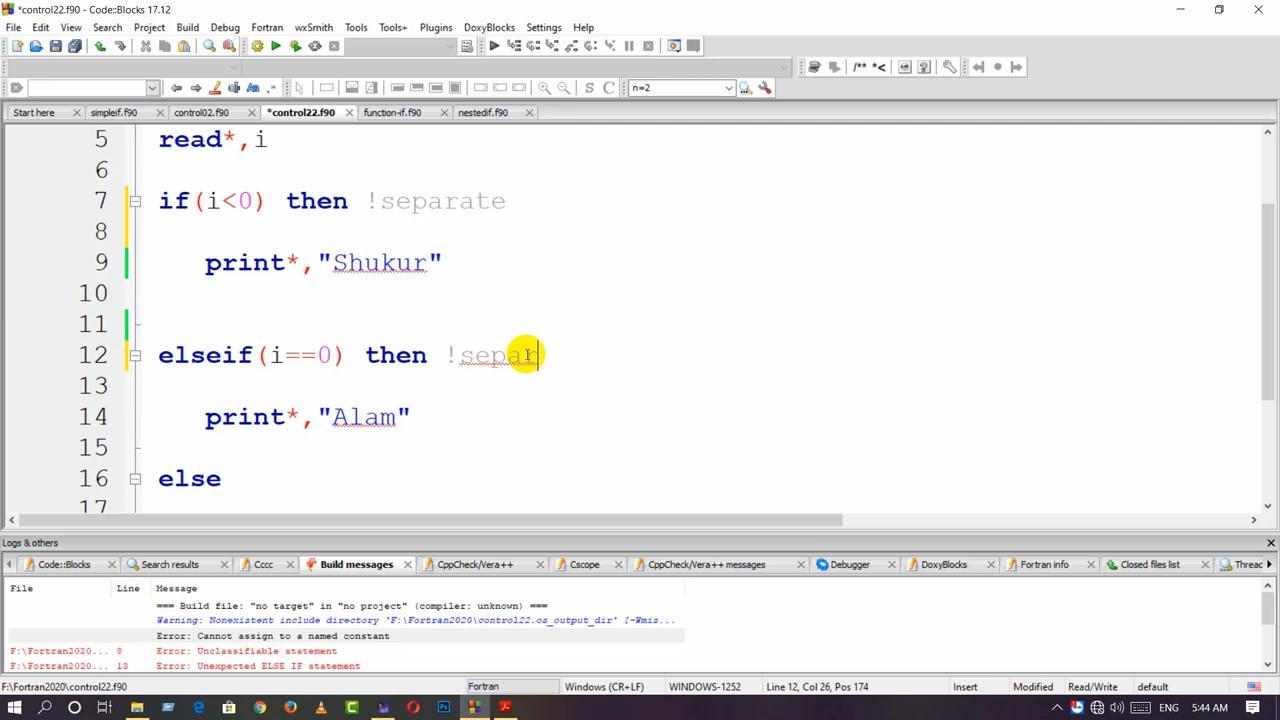 *control22.f90 - Code::Blocks 17.12
File Edit View Search Project Build Debug Fortran wxSmith Tools Tools+ Plugins DoxyBlocks Settings Help
/** *<
S C n=2
Start here simpleif.f90 control02.f90 *control22.f90 function-if.f90 nestedif.f90
5 read*,i
6
7 if(i<0) then !separate
8
9 print*,"Shukur"
10
11
12 elseif(i==0) then !separ
13
14 print*,"Alam"
15
16 else
17
Logs & others
Code::Blocks Search results Cccc Build messages CppCheck/Vera++ Cscope CppCheck/Vera++ messages Debugger DoxyBlocks Fortran info Closed files list Threa
File Line Message
=== Build file: "no target" in "no project" (compiler: unknown) ===
Warning: Nonexistent include directory 'F:\Fortran2020\control22.os_output_dir' [-Wmis...
Error: Cannot assign to a named constant
F:\Fortran2020... 8 Error: Unclassifiable statement
F:\Fortran2020... 13 Error: Unexpected ELSE IF statement
F:\Fortran2020\control22.f90 Fortran Windows (CR+LF) WINDOWS-1252 Line 12, Col 26, Pos 174 Insert Modified Read/Write default
ENG 5:44 AM